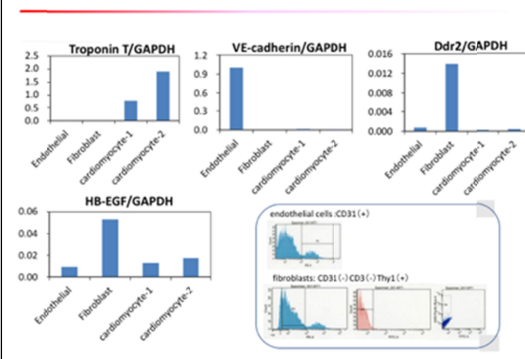 Troponin T/GAPDH
2.5
2.0
1.5
1.0
0.5
0.0
Endothelial
Fibroblast
cardiomyocyte-1
cardiomyocyte-2
VE-cadherin/GAPDH
1.2
0.9
0.6
0.3
0.0
Endothelial
Fibroblast
cardiomyocyte-1
cardiomyocyte-2
Ddr2/GAPDH
0.016
0.012
0.008
0.004
0.000
Endothelial
Fibroblast
cardiomyocyte-1
cardiomyocyte-2
HB-EGF/GAPDH
0.06
0.04
0.02
0.00
Endothelial
Fibroblast
cardiomyocyte-1
cardiomyocyte-2
endothelial cells :CD31(+)
fibroblasts: CD31(-)CD3(-)Thy1(+)